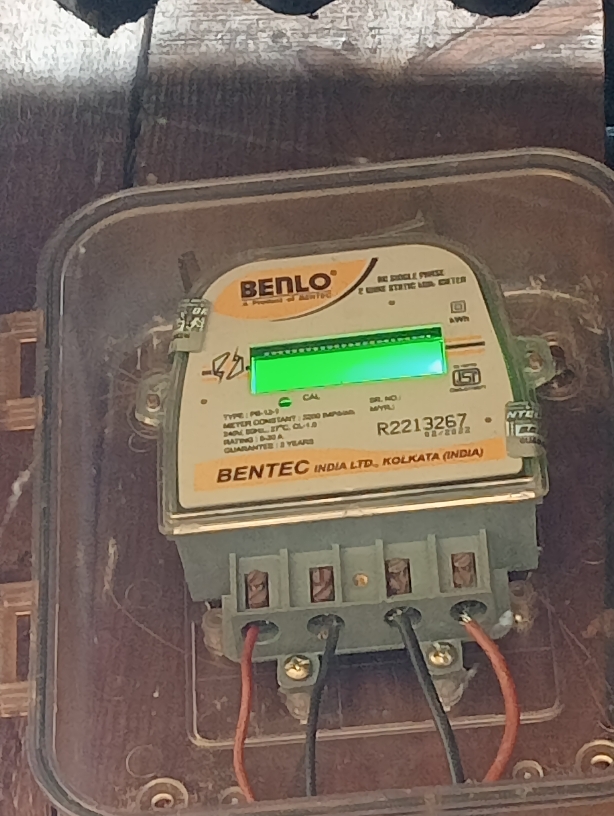 BENLO®
A Product of BENTEC
AC SINGLE PHASE
2 WIRE STATIC kWh METER
kWh
CAL
TYPE : PB-12-1
METER CONSTANT : 3200 IMP/kWh
240V, 50Hz, 27°C, CL-1.0
RATING : 5-30 A
GUARANTEE : 5 YEARS
SR. NO.:
M/YR.:
R2213267
02/2022
BENTEC INDIA LTD., KOLKATA (INDIA)